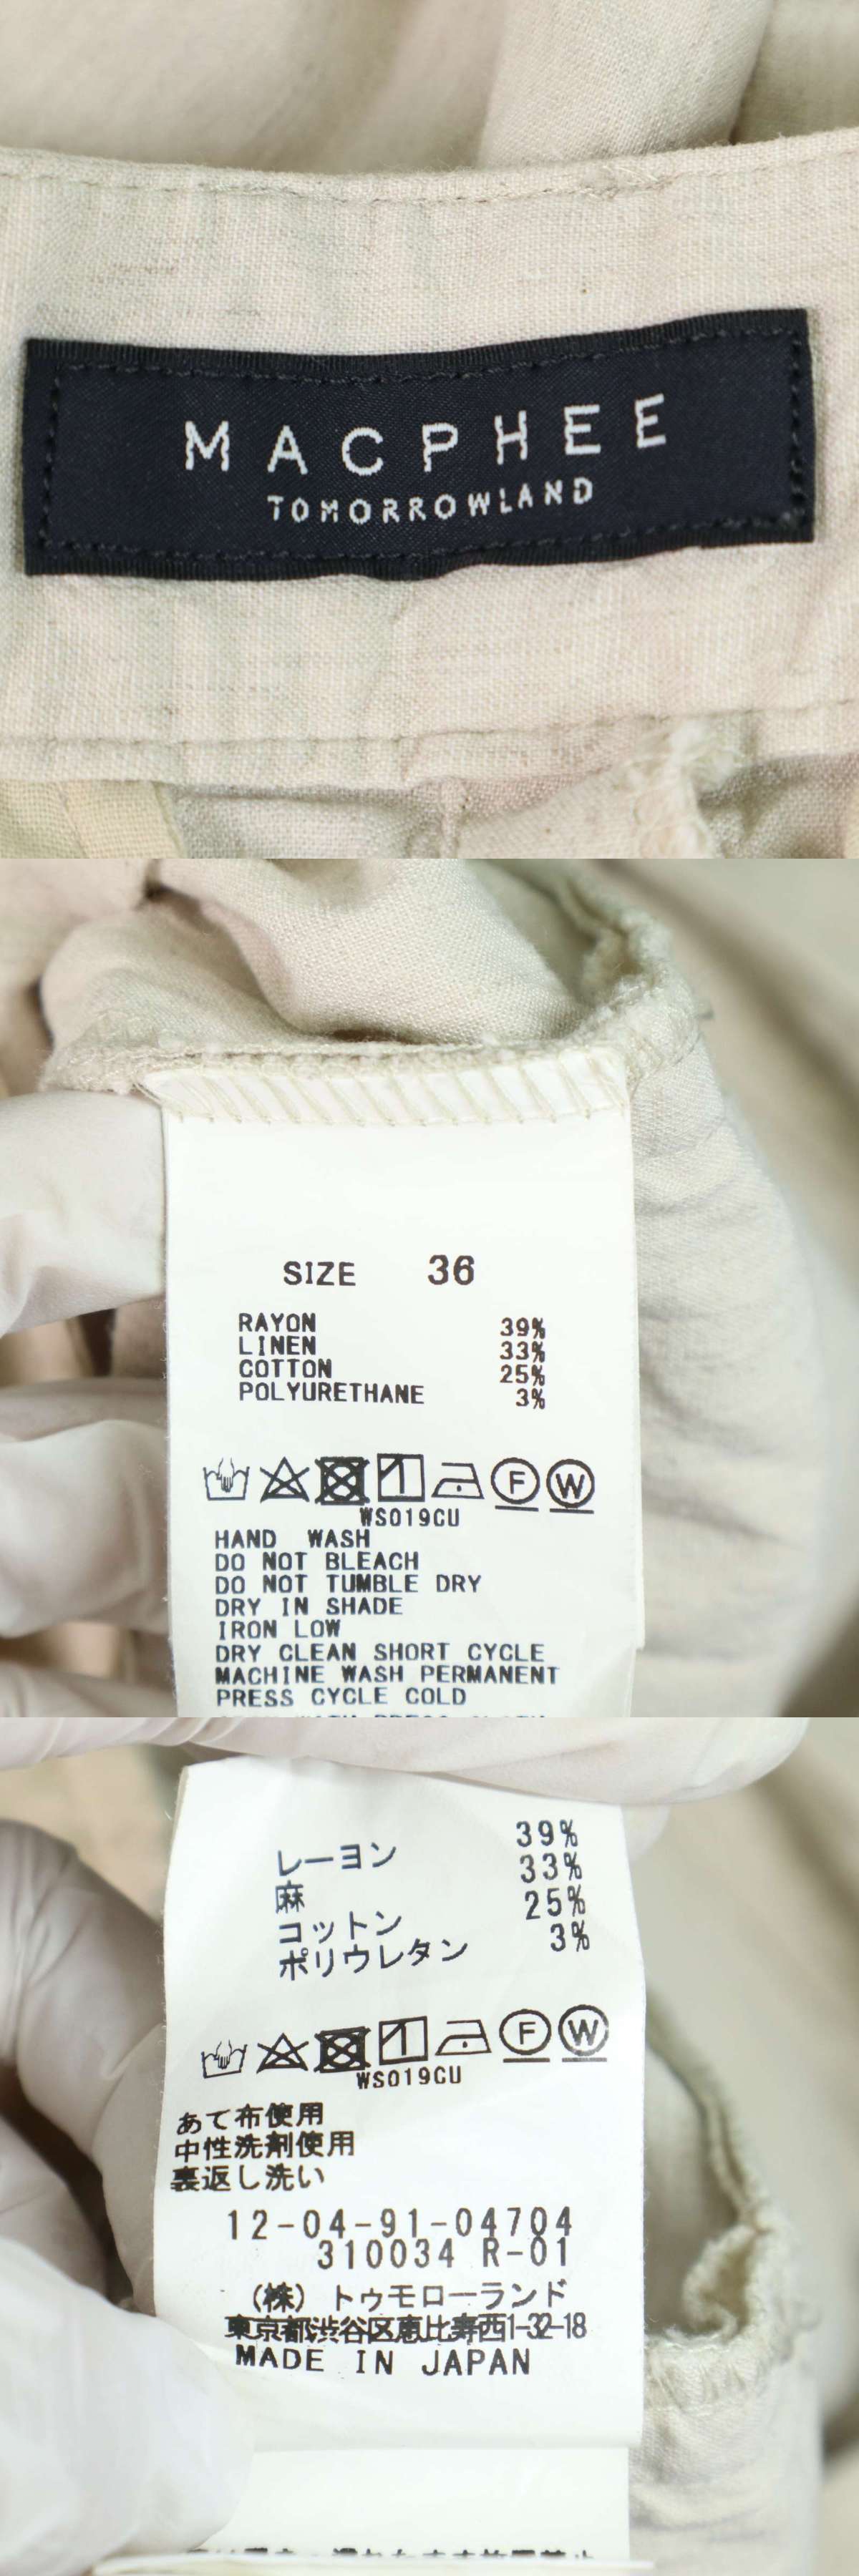 MACPHEE
TOMORROWLAND
SIZE 36
RAYON 39%
LINEN 33%
COTTON 25%
POLYURETHANE 3%
F W
WS019CU
HAND WASH
DO NOT BLEACH
DO NOT TUMBLE DRY
DRY IN SHADE
IRON LOW
DRY CLEAN SHORT CYCLE
MACHINE WASH PERMANENT
PRESS CYCLE COLD
レーヨン 39%
麻 33%
コットン 25%
ポリウレタン 3%
F W
WS019CU
あて布使用
中性洗剤使用
裏返し洗い
12-04-91-04704
310034 R-01
(株) トゥモローランド
東京都渋谷区恵比寿西1-32-18
MADE IN JAPAN